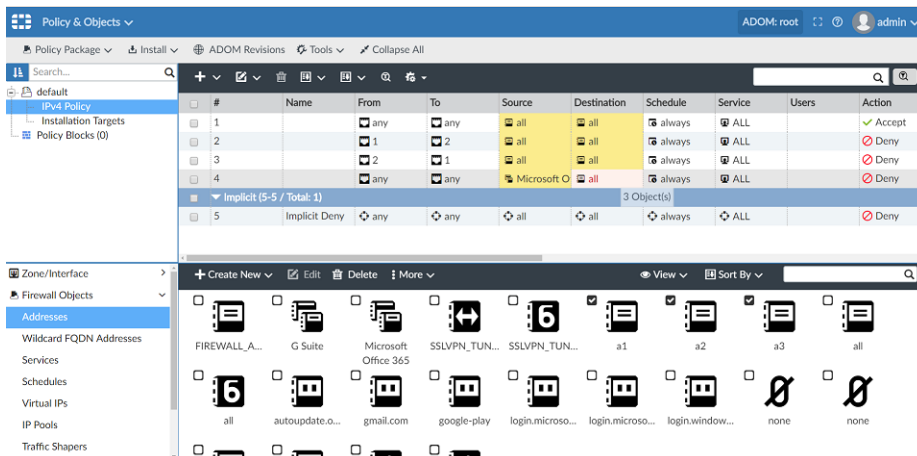 Policy & Objects
ADOM: root
admin
Policy Package
Install
ADOM Revisions
Tools
Collapse All
Search...
default
IPv4 Policy
Installation Targets
Policy Blocks (0)
# Name From To Source Destination Schedule Service Users Action
1 any any all all always ALL Accept
2 1 2 all all always ALL Deny
3 2 1 all all always ALL Deny
4 any any Microsoft O all always ALL Deny
Implicit (5-5 / Total: 1)
3 Object(s)
5 Implicit Deny any any all all always ALL Deny
Zone/Interface
Firewall Objects
Addresses
Wildcard FQDN Addresses
Services
Schedules
Virtual IPs
IP Pools
Traffic Shapers
Create New Edit Delete More View Sort By
FIREWALL_A... G Suite Microsoft Office 365 SSLVPN_TUN... SSLVPN_TUN... a1 a2 a3 all
all autoupdate.o... gmail.com google-play login.microso... login.microso... login.window... none none